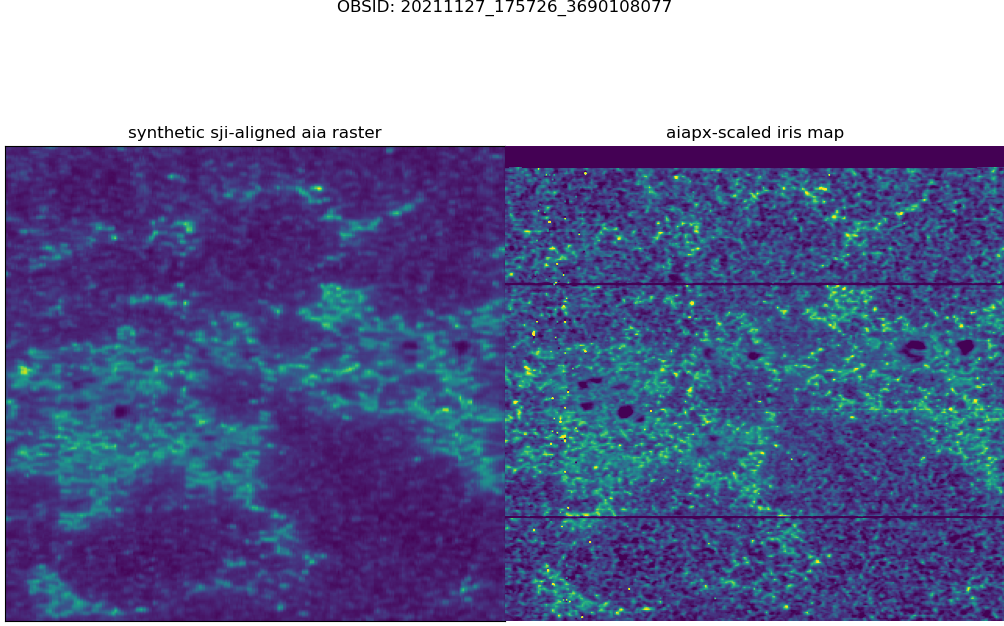 OBSID: 20211127_175726_3690108077
synthetic sji-aligned aia raster
aiapx-scaled iris map